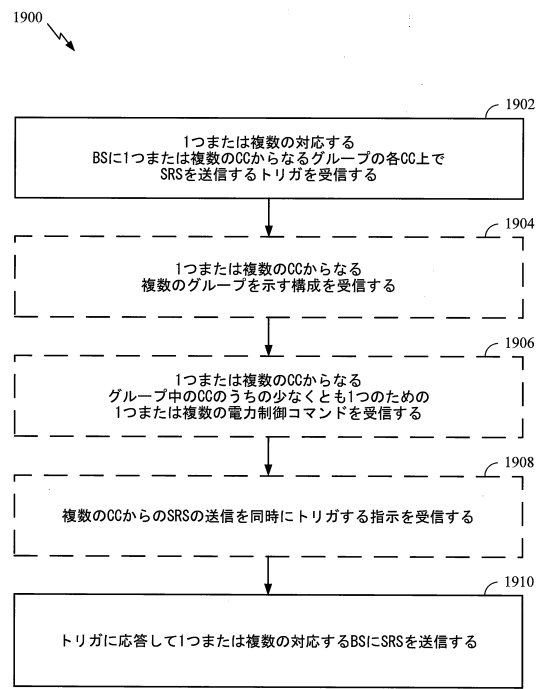 1900
1902
1つまたは複数の対応する
BSに1つまたは複数のCCからなるグループの各CC上で
SRSを送信するトリガを受信する
1904
1つまたは複数のCCからなる
複数のグループを示す構成を受信する
1906
1つまたは複数のCCからなる
グループ中のCCのうちの少なくとも1つのための
1つまたは複数の電力制御コマンドを受信する
1908
複数のCCからのSRSの送信を同時にトリガする指示を受信する
1910
トリガに応答して1つまたは複数の対応するBSにSRSを送信する